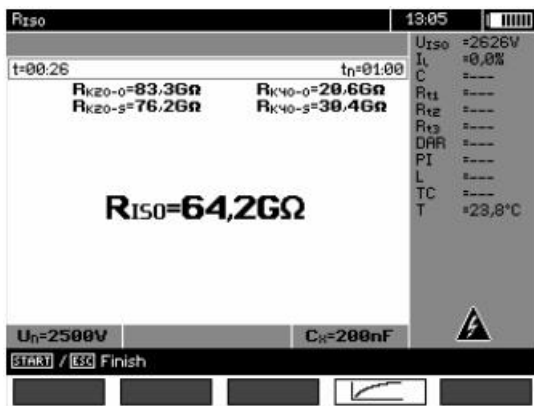 RISO 13:05
t=00:26 tn=01:00
RK20-0=83,3GΩ RK40-0=20,6GΩ
RK20-S=76,2GΩ RK40-S=30,4GΩ
RISO=64,2GΩ
Un=2500V CX=200nF
START / ESC Finish
UISO =2626V
IL =0,0%
C =---
Rt1 =---
Rt2 =---
Rt3 =---
DAR =---
PI =---
L =---
TC =---
T =23,8°C